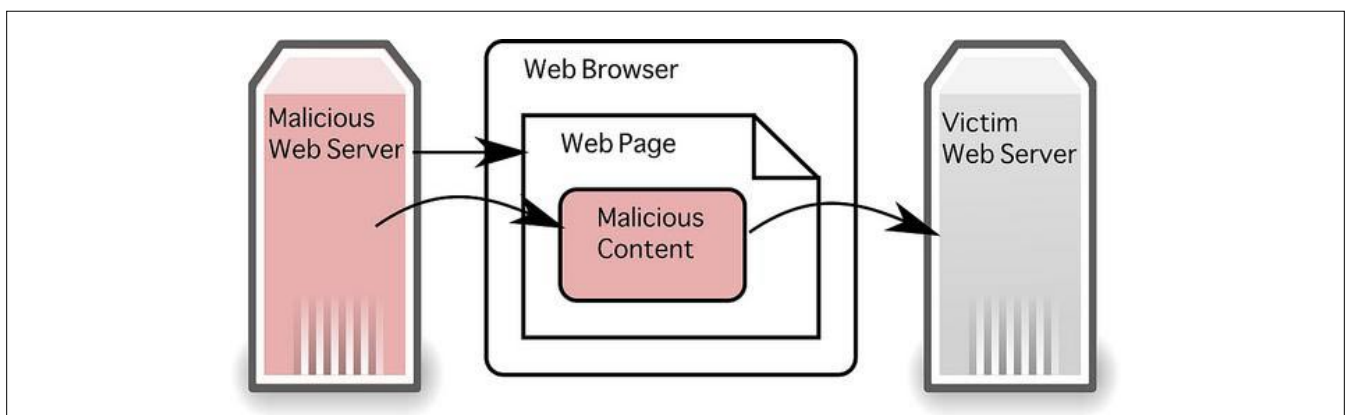 Malicious
Web Server
Web Browser
Web Page
Malicious
Content
Victim
Web Server